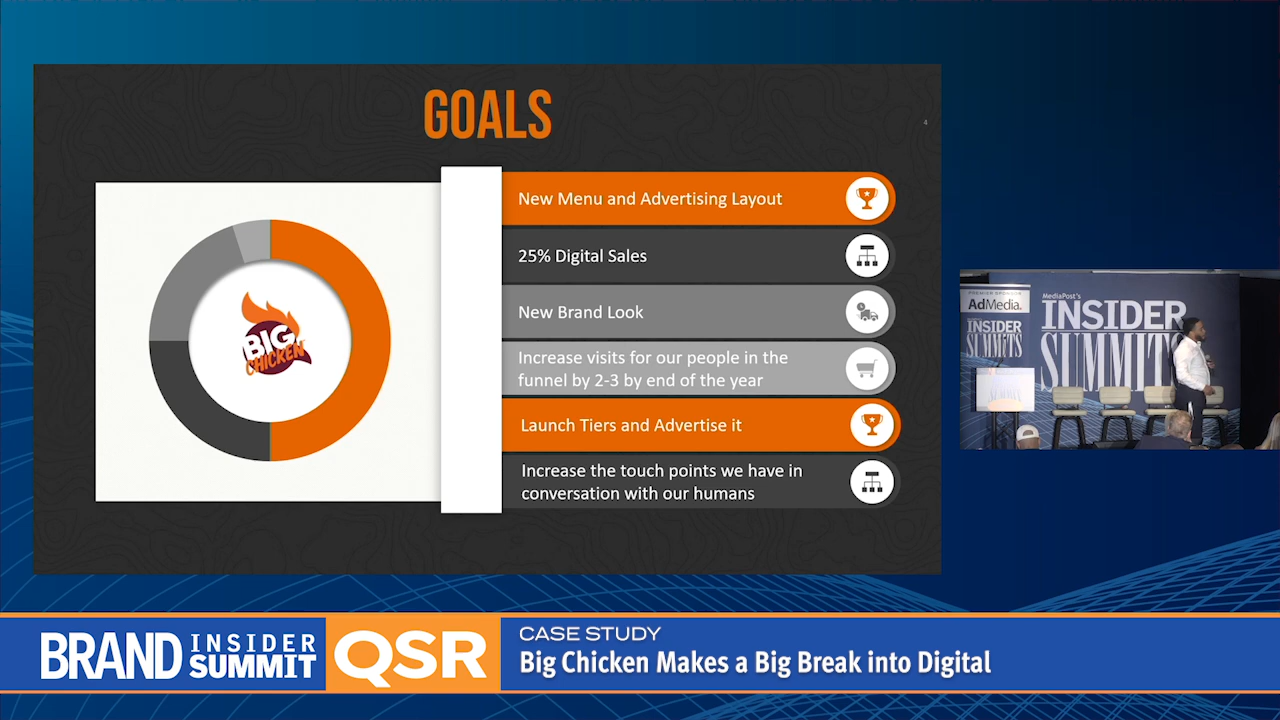 GOALS
4
New Menu and Advertising Layout
25% Digital Sales
New Brand Look
Increase visits for our people in the
funnel by 2-3 by end of the year
Launch Tiers and Advertise it
Increase the touch points we have in
conversation with our humans
BIG
CHICKEN
PREMIER SPONSOR
AdMedia
INSIDER
SUMMITS
MediaPost's
INSIDER
SUMMITS
BRAND INSIDER
SUMMIT
QSR
CASE STUDY
Big Chicken Makes a Big Break into Digital